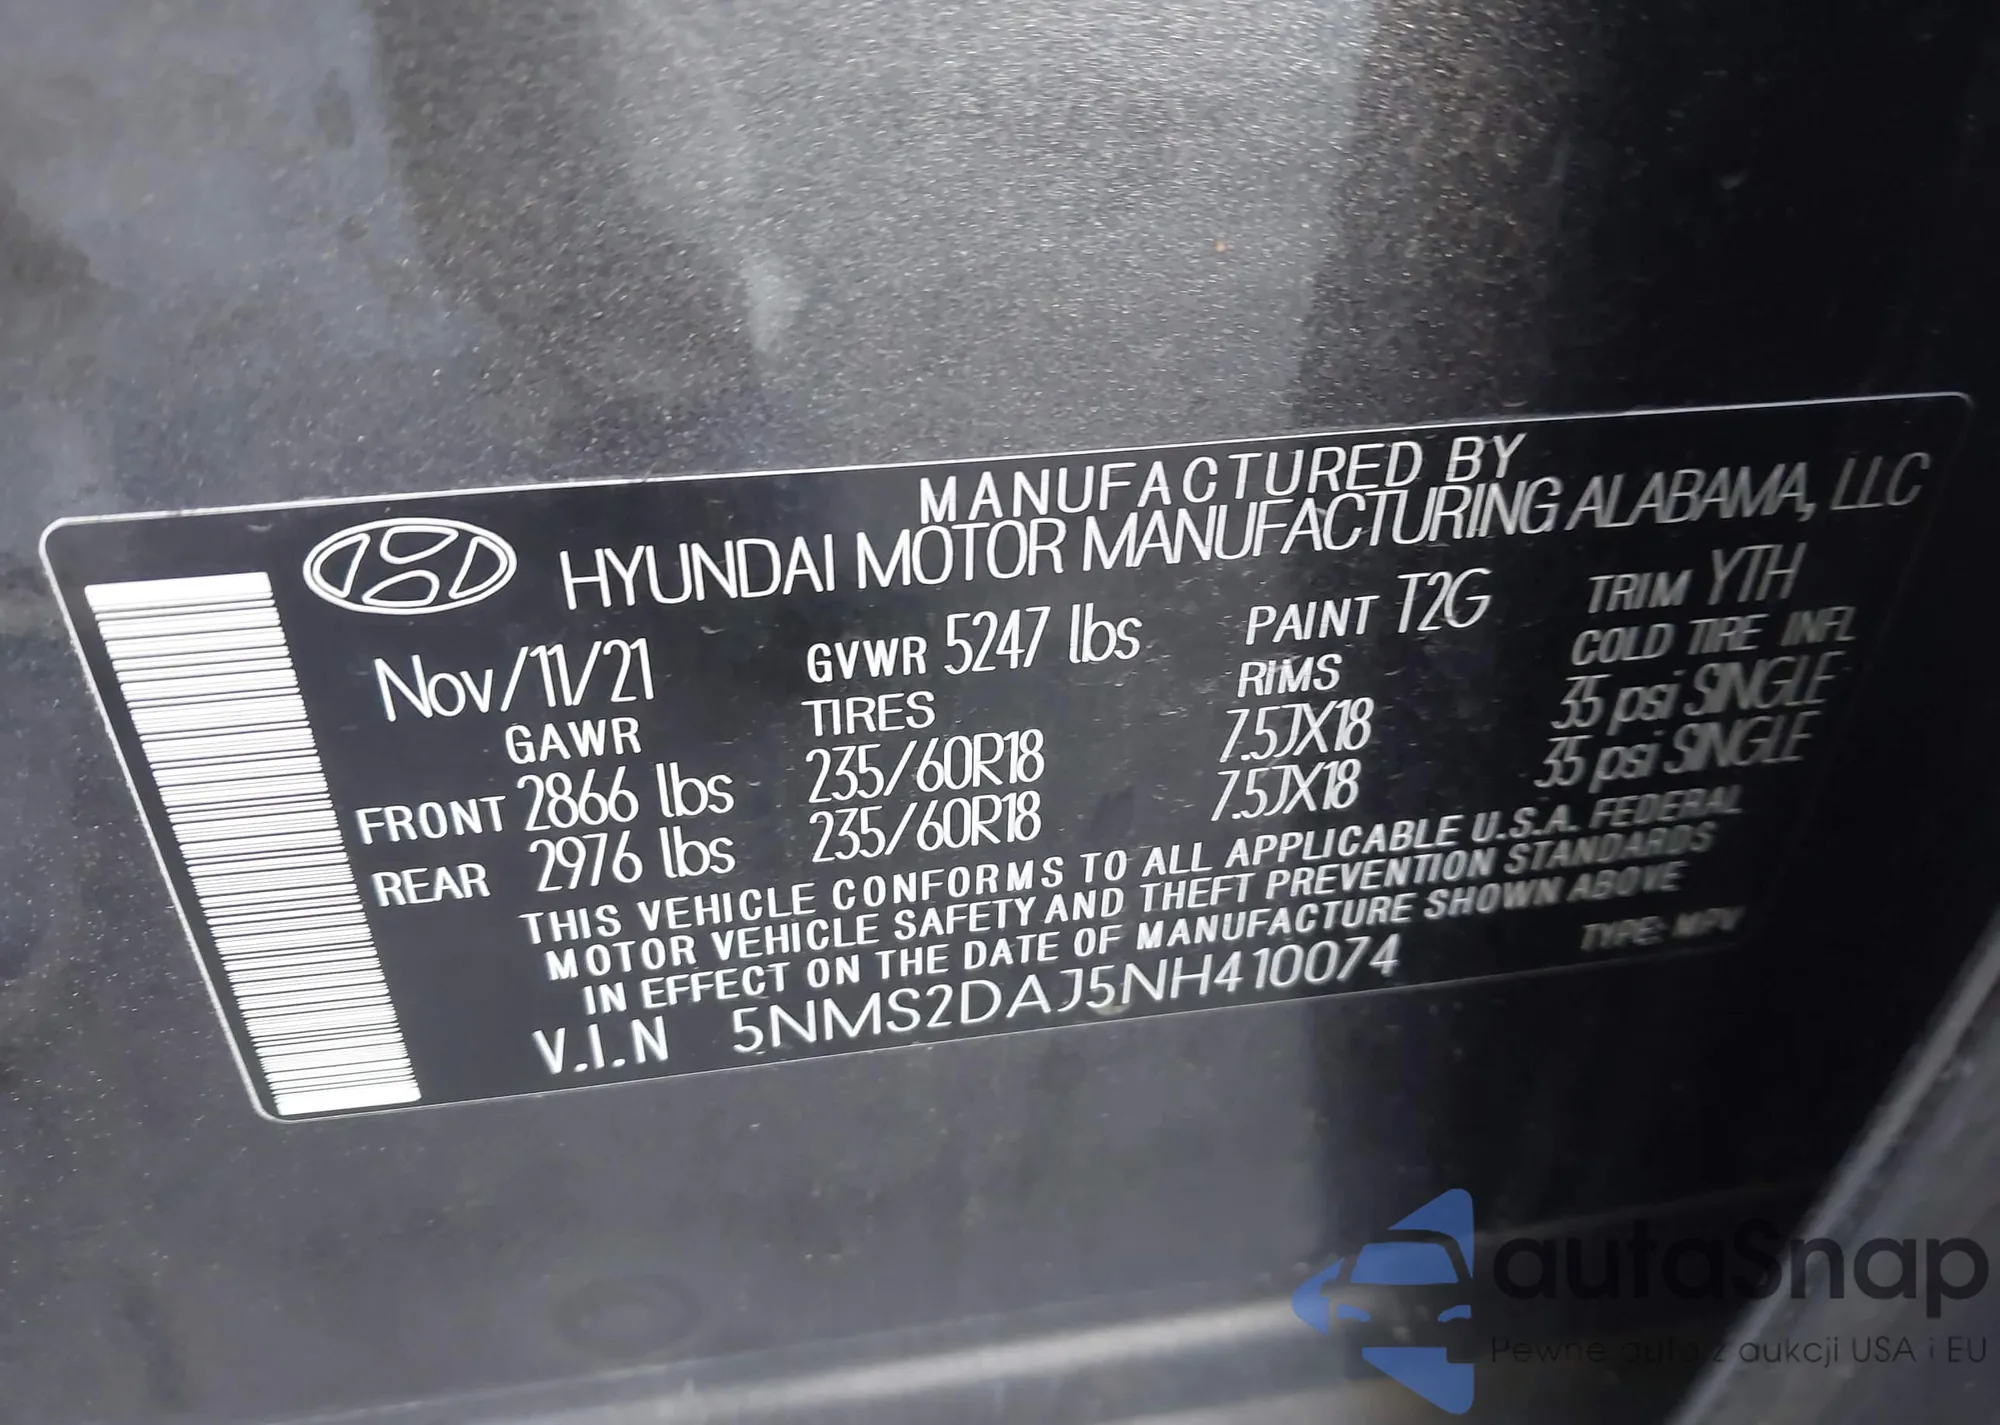 MANUFACTURED BY
HYUNDAI MOTOR MANUFACTURING ALABAMA, LLC
Nov/11/21 GVWR 5247 lbs PAINT T2G TRIM YTH
GAWR TIRES RIMS COLD TIRE INFL
FRONT 2866 lbs 235/60R18 7.5JX18 35 psi SINGLE
REAR 2976 lbs 235/60R18 7.5JX18 35 psi SINGLE
THIS VEHICLE CONFORMS TO ALL APPLICABLE U.S.A. FEDERAL
MOTOR VEHICLE SAFETY AND THEFT PREVENTION STANDARDS
IN EFFECT ON THE DATE OF MANUFACTURE SHOWN ABOVE
V.I.N 5NMS2DAJ5NH410074 TYPE: MPV
autaSnap
Pewne auta z aukcji USA i EU